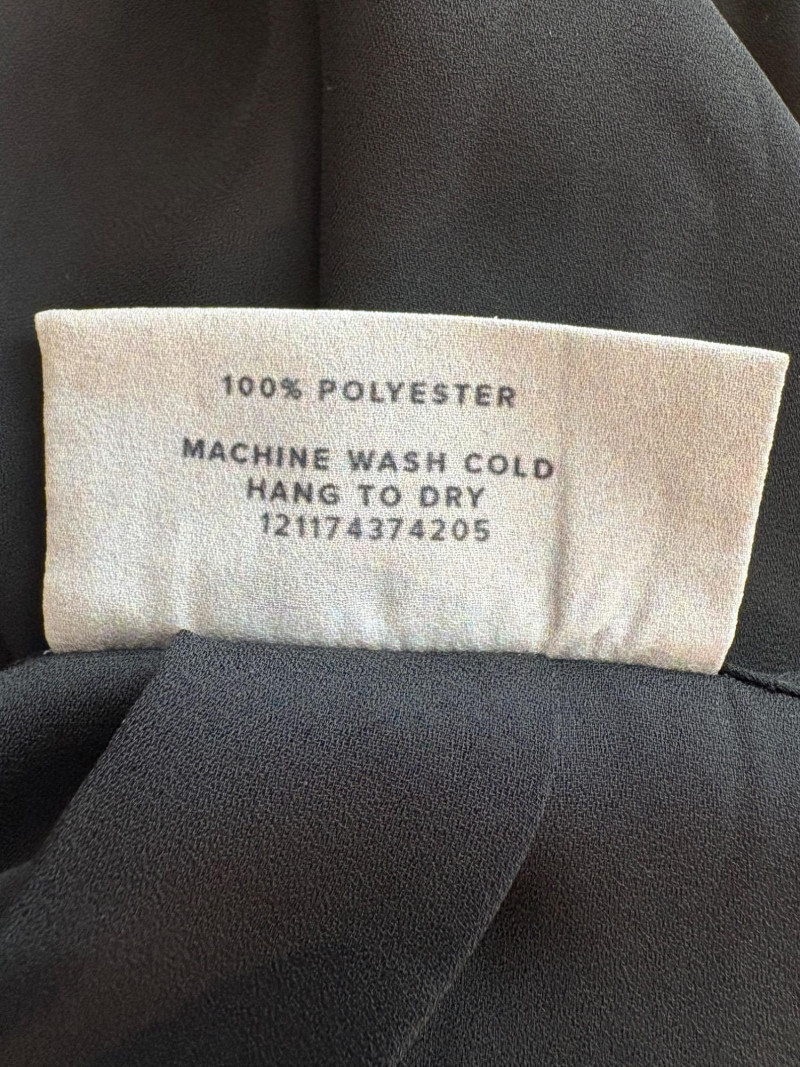 100% POLYESTER
MACHINE WASH COLD
HANG TO DRY
121174374205